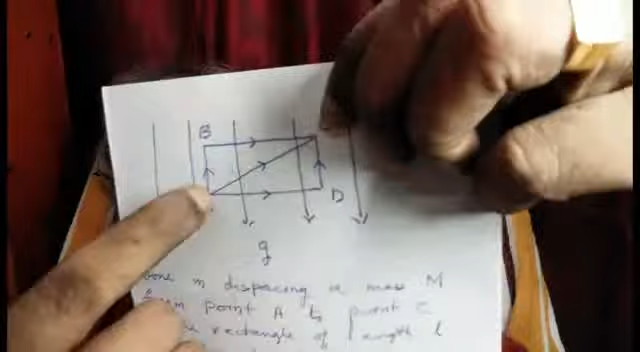 B
D
g
done in displacing a mass M
from point A to point C
rectangle of length l